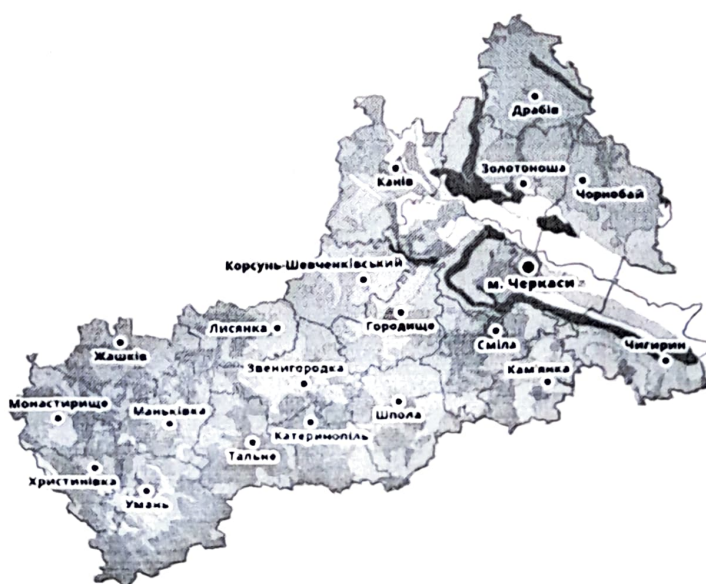 Драбів
Золотоноша
Канів
Чорнобай
Корсунь-Шевченківський
м. Черкаси
Лисянка
Городище
Сміла
Чигирин
Жашків
Звенигородка
Кам'янка
Монастирище
Маньківка
Шпола
Катеринопіль
Тальне
Христинівка
Умань